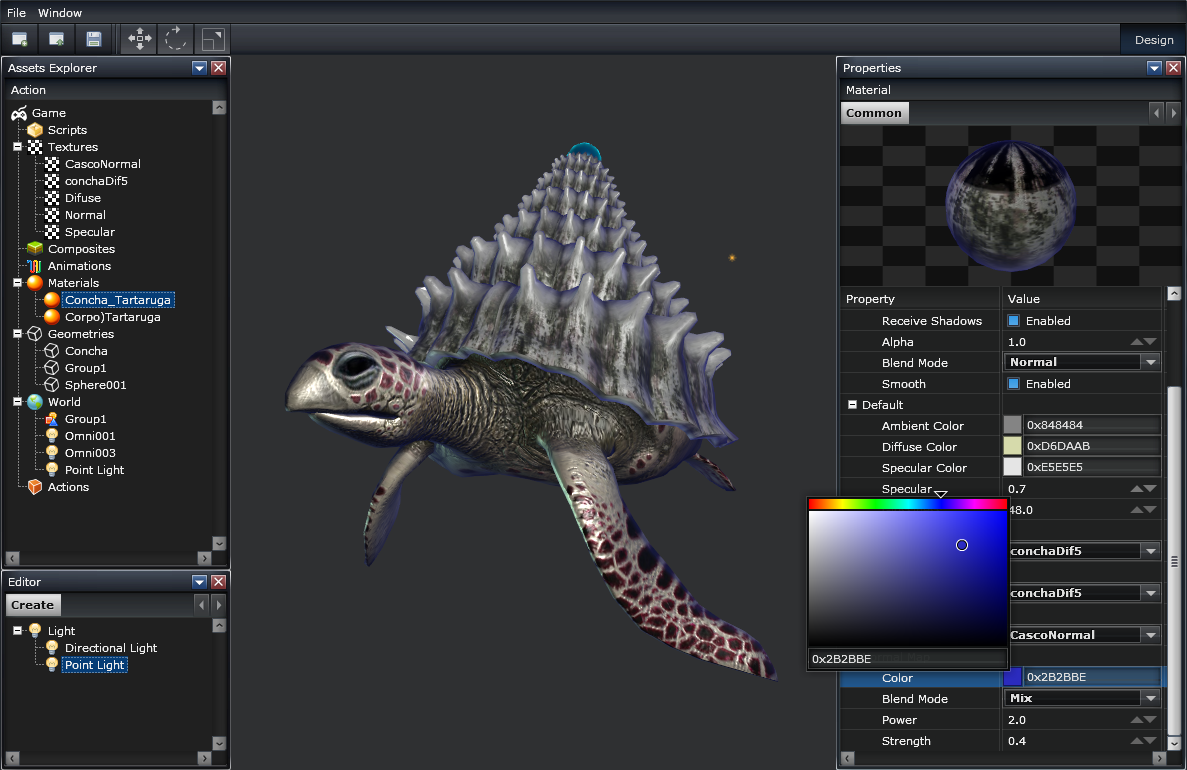 File Window
Design
Assets Explorer
Action
Game
Scripts
Textures
CascoNormal
conchaDif5
Difuse
Normal
Specular
Composites
Animations
Materials
Concha_Tartaruga
Corpo)Tartaruga
Geometries
Concha
Group1
Sphere001
World
Group1
Omni001
Omni003
Point Light
Actions
Editor
Create
Light
Directional Light
Point Light
Properties
Material
Common
Property Value
Receive Shadows Enabled
Alpha 1.0
Blend Mode Normal
Smooth Enabled
Default
Ambient Color 0x848484
Diffuse Color 0xD6DAAB
Specular Color 0xE5E5E5
Specular 0.7
48.0
conchaDif5
conchaDif5
CascoNormal
0x2B2BBE
Color 0x2B2BBE
Blend Mode Mix
Power 2.0
Strength 0.4